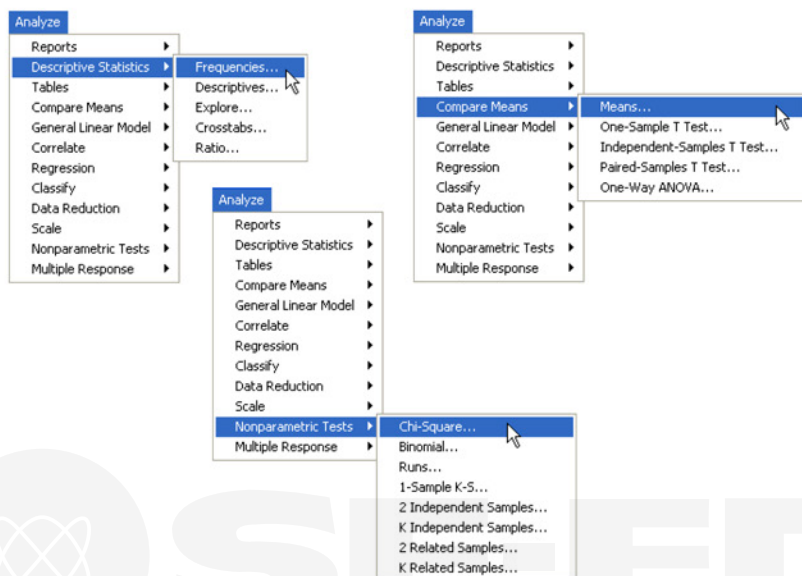 Analyze
Reports
Descriptive Statistics
Tables
Compare Means
General Linear Model
Correlate
Regression
Classify
Data Reduction
Scale
Nonparametric Tests
Multiple Response
Frequencies...
Descriptives...
Explore...
Crosstabs...
Ratio...
Analyze
Reports
Descriptive Statistics
Tables
Compare Means
General Linear Model
Correlate
Regression
Classify
Data Reduction
Scale
Nonparametric Tests
Multiple Response
Means...
One-Sample T Test...
Independent-Samples T Test...
Paired-Samples T Test...
One-Way ANOVA...
Analyze
Reports
Descriptive Statistics
Tables
Compare Means
General Linear Model
Correlate
Regression
Classify
Data Reduction
Scale
Nonparametric Tests
Multiple Response
Chi-Square...
Binomial...
Runs...
1-Sample K-S...
2 Independent Samples...
K Independent Samples...
2 Related Samples...
K Related Samples...